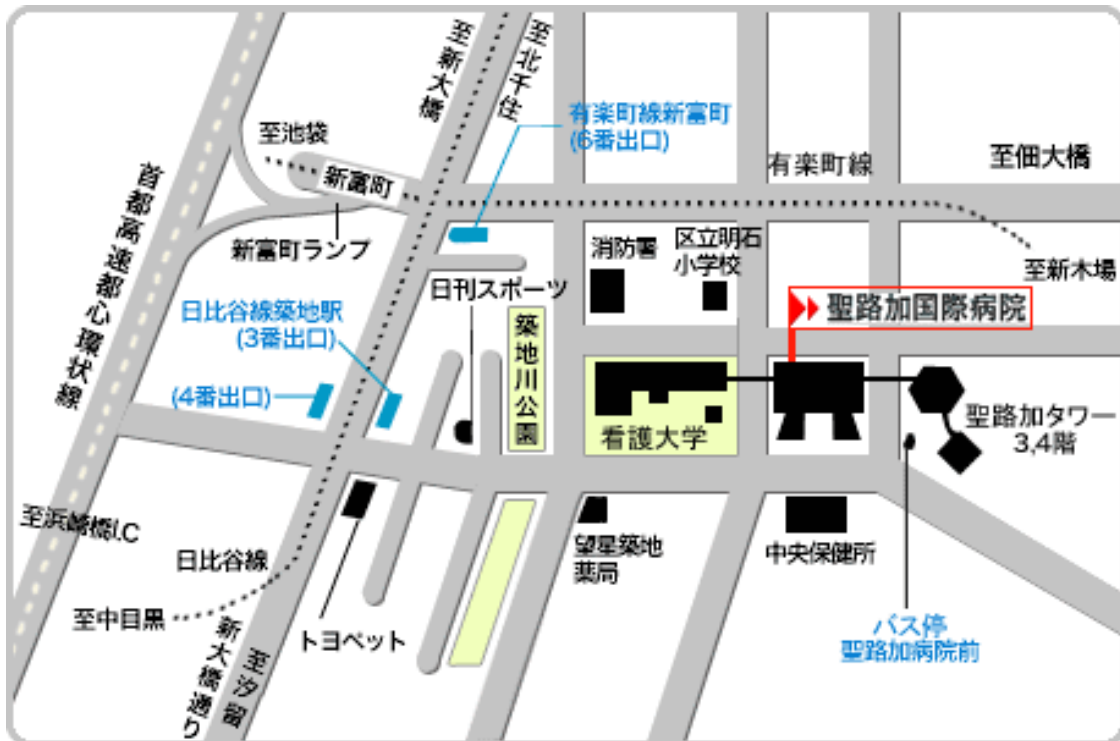 至新大橋
至北千住
有楽町線新富町
(6番出口)
至池袋
新富町
有楽町線
至佃大橋
首都高速都心環状線
新富町ランプ
消防署
区立明石
小学校
至新木場
日刊スポーツ
日比谷線築地駅
(3番出口)
聖路加国際病院
築地川公園
(4番出口)
看護大学
聖路加タワー
3,4階
至浜崎橋I.C
日比谷線
望星築地
薬局
中央保健所
至中目黒
トヨペット
バス停
聖路加病院前
新大橋通り
至汐留